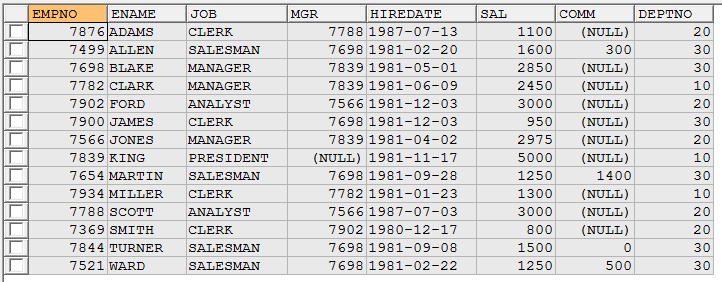 EMPNO ENAME JOB MGR HIREDATE SAL COMM DEPTNO
7876 ADAMS CLERK 7788 1987-07-13 1100 (NULL) 20
7499 ALLEN SALESMAN 7698 1981-02-20 1600 300 30
7698 BLAKE MANAGER 7839 1981-05-01 2850 (NULL) 30
7782 CLARK MANAGER 7839 1981-06-09 2450 (NULL) 10
7902 FORD ANALYST 7566 1981-12-03 3000 (NULL) 20
7900 JAMES CLERK 7698 1981-12-03 950 (NULL) 30
7566 JONES MANAGER 7839 1981-04-02 2975 (NULL) 20
7839 KING PRESIDENT (NULL) 1981-11-17 5000 (NULL) 10
7654 MARTIN SALESMAN 7698 1981-09-28 1250 1400 30
7934 MILLER CLERK 7782 1981-01-23 1300 (NULL) 10
7788 SCOTT ANALYST 7566 1987-07-03 3000 (NULL) 20
7369 SMITH CLERK 7902 1980-12-17 800 (NULL) 20
7844 TURNER SALESMAN 7698 1981-09-08 1500 0 30
7521 WARD SALESMAN 7698 1981-02-22 1250 500 30